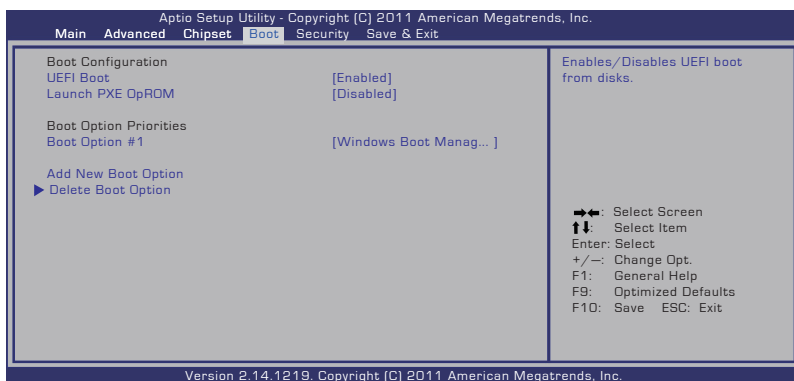 Aptio Setup Utility - Copyright (C) 2011 American Megatrends, Inc.
Main Advanced Chipset Boot Security Save & Exit
Boot Configuration
UEFI Boot [Enabled]
Launch PXE OpROM [Disabled]
Boot Option Priorities
Boot Option #1 [Windows Boot Manag... ]
Add New Boot Option
Delete Boot Option
Enables/Disables UEFI boot
from disks.
→←: Select Screen
↑↓: Select Item
Enter: Select
+/—: Change Opt.
F1: General Help
F9: Optimized Defaults
F10: Save ESC: Exit
Version 2.14.1219. Copyright (C) 2011 American Megatrends, Inc.